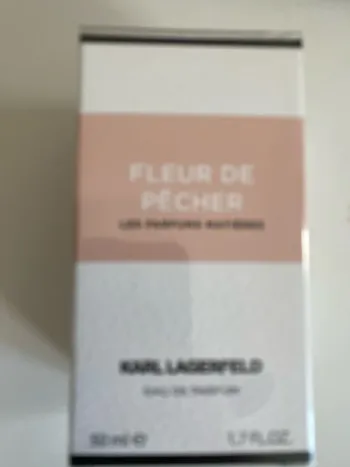 FLEUR DE
PÊCHER
LES PARFUMS MATIÈRES
KARL LAGERFELD
EAU DE PARFUM
50 ml e 1,7 FL.OZ.